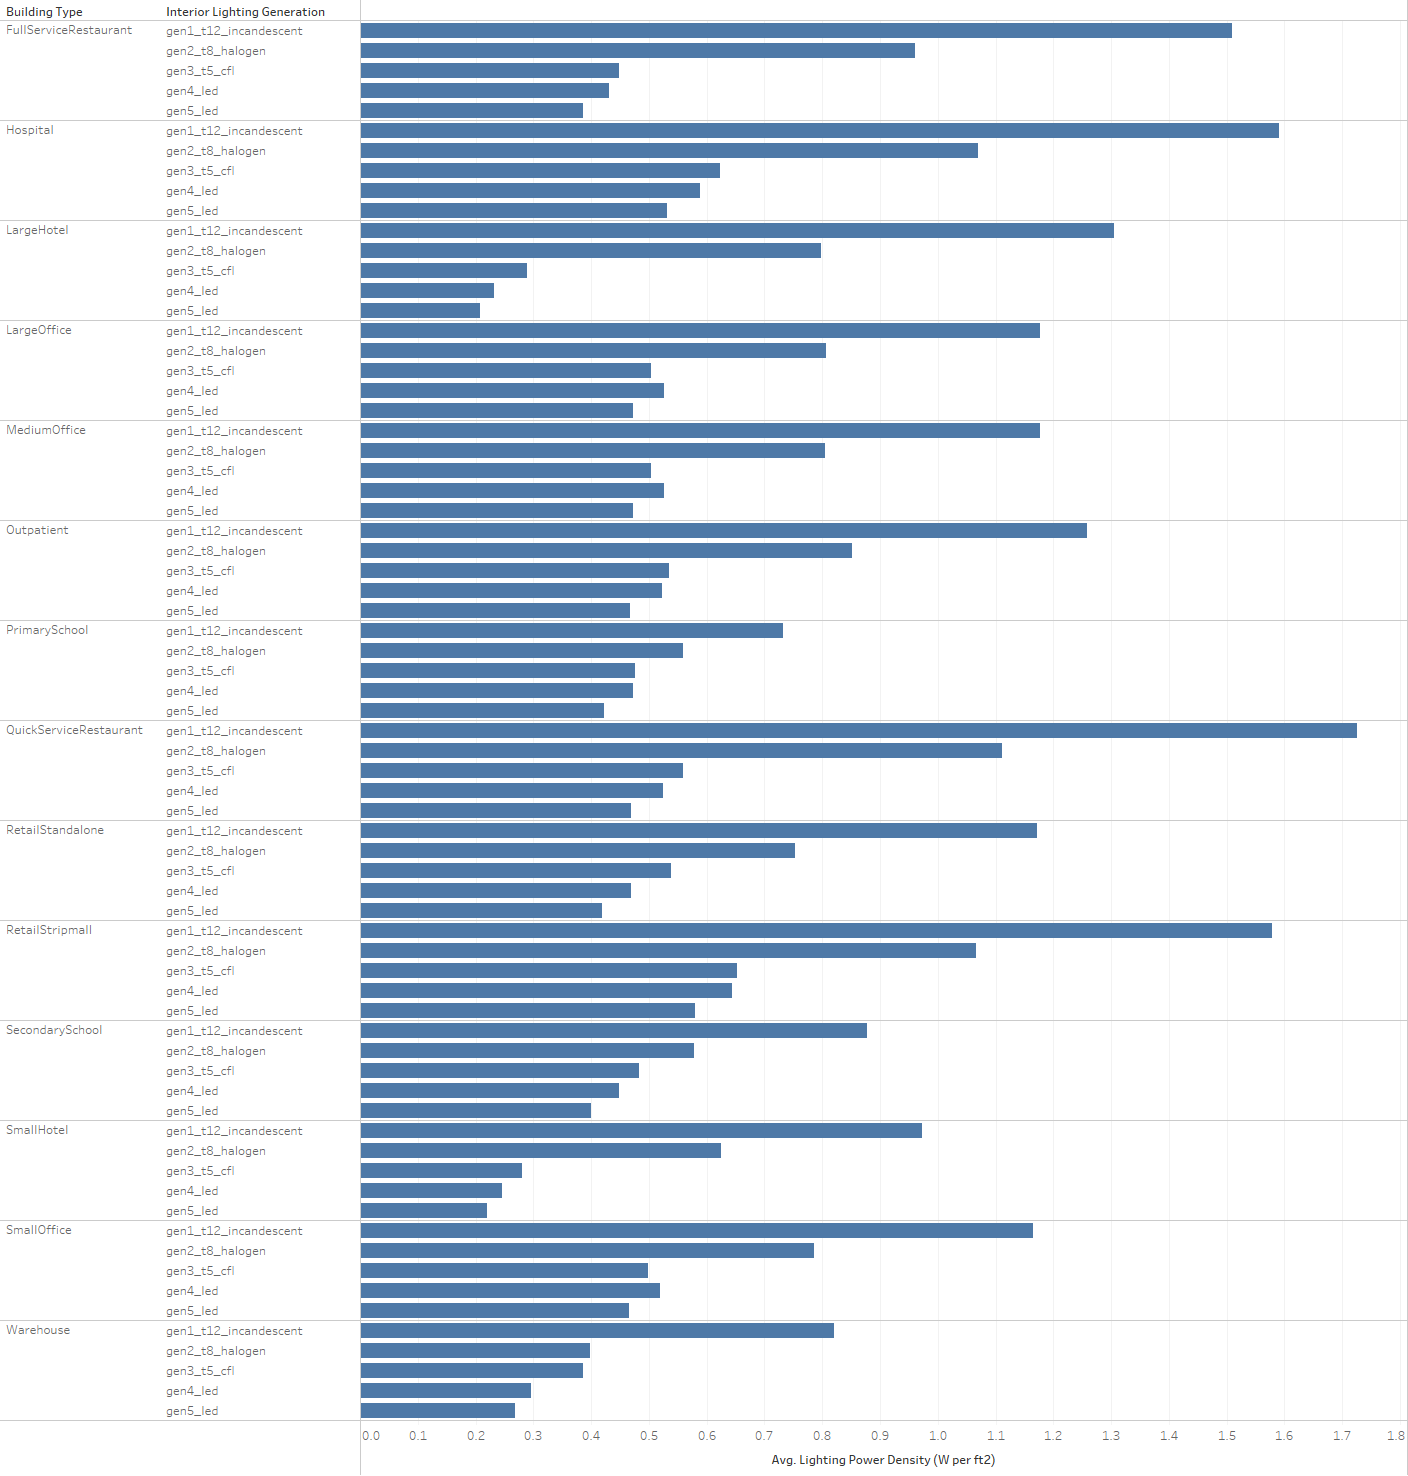 Building Type Interior Lighting Generation
FullServiceRestaurant gen1_t12_incandescent
gen2_t8_halogen
gen3_t5_cfl
gen4_led
gen5_led
Hospital gen1_t12_incandescent
gen2_t8_halogen
gen3_t5_cfl
gen4_led
gen5_led
LargeHotel gen1_t12_incandescent
gen2_t8_halogen
gen3_t5_cfl
gen4_led
gen5_led
LargeOffice gen1_t12_incandescent
gen2_t8_halogen
gen3_t5_cfl
gen4_led
gen5_led
MediumOffice gen1_t12_incandescent
gen2_t8_halogen
gen3_t5_cfl
gen4_led
gen5_led
Outpatient gen1_t12_incandescent
gen2_t8_halogen
gen3_t5_cfl
gen4_led
gen5_led
PrimarySchool gen1_t12_incandescent
gen2_t8_halogen
gen3_t5_cfl
gen4_led
gen5_led
QuickServiceRestaurant gen1_t12_incandescent
gen2_t8_halogen
gen3_t5_cfl
gen4_led
gen5_led
RetailStandalone gen1_t12_incandescent
gen2_t8_halogen
gen3_t5_cfl
gen4_led
gen5_led
RetailStripmall gen1_t12_incandescent
gen2_t8_halogen
gen3_t5_cfl
gen4_led
gen5_led
SecondarySchool gen1_t12_incandescent
gen2_t8_halogen
gen3_t5_cfl
gen4_led
gen5_led
SmallHotel gen1_t12_incandescent
gen2_t8_halogen
gen3_t5_cfl
gen4_led
gen5_led
SmallOffice gen1_t12_incandescent
gen2_t8_halogen
gen3_t5_cfl
gen4_led
gen5_led
Warehouse gen1_t12_incandescent
gen2_t8_halogen
gen3_t5_cfl
gen4_led
gen5_led
0.0 0.1 0.2 0.3 0.4 0.5 0.6 0.7 0.8 0.9 1.0 1.1 1.2 1.3 1.4 1.5 1.6 1.7 1.8
Avg. Lighting Power Density (W per ft2)